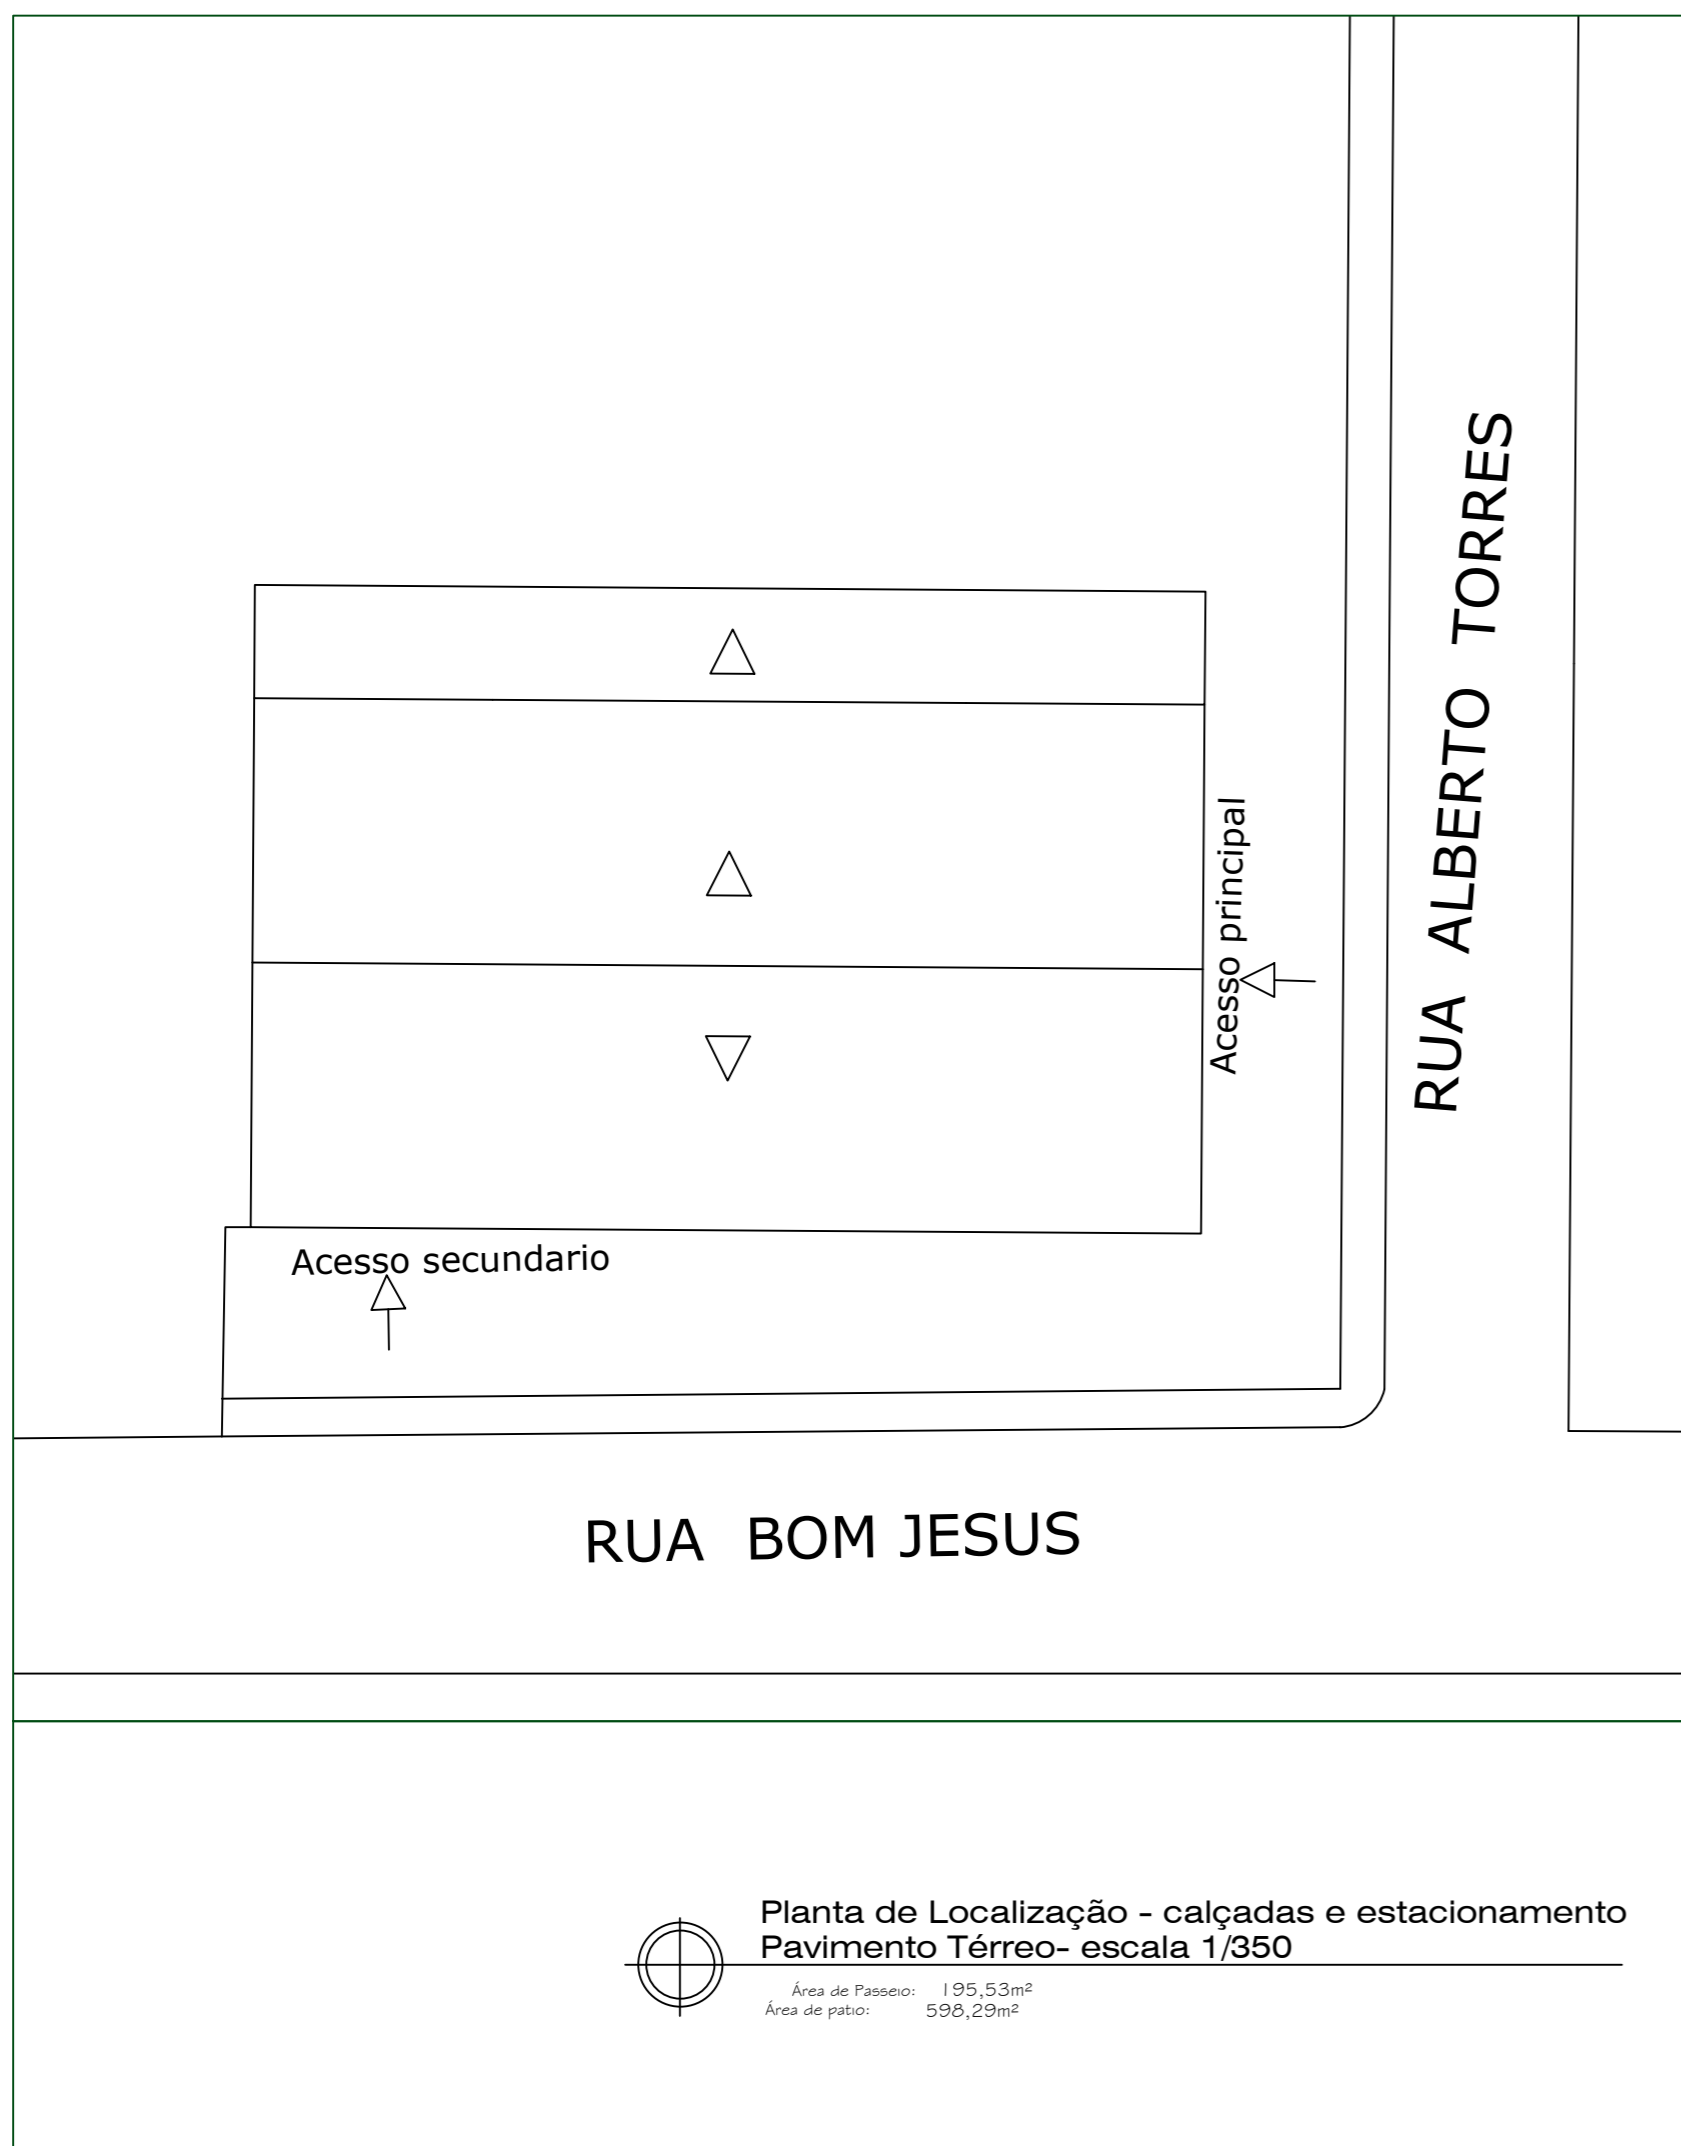 RUA ALBERTO TORRES
Acesso principal
Acesso secundario
RUA BOM JESUS
Planta de Localização - calçadas e estacionamento
Pavimento Térreo- escala 1/350
Área de Passeio: 195,53m²
Área de patio: 598,29m²